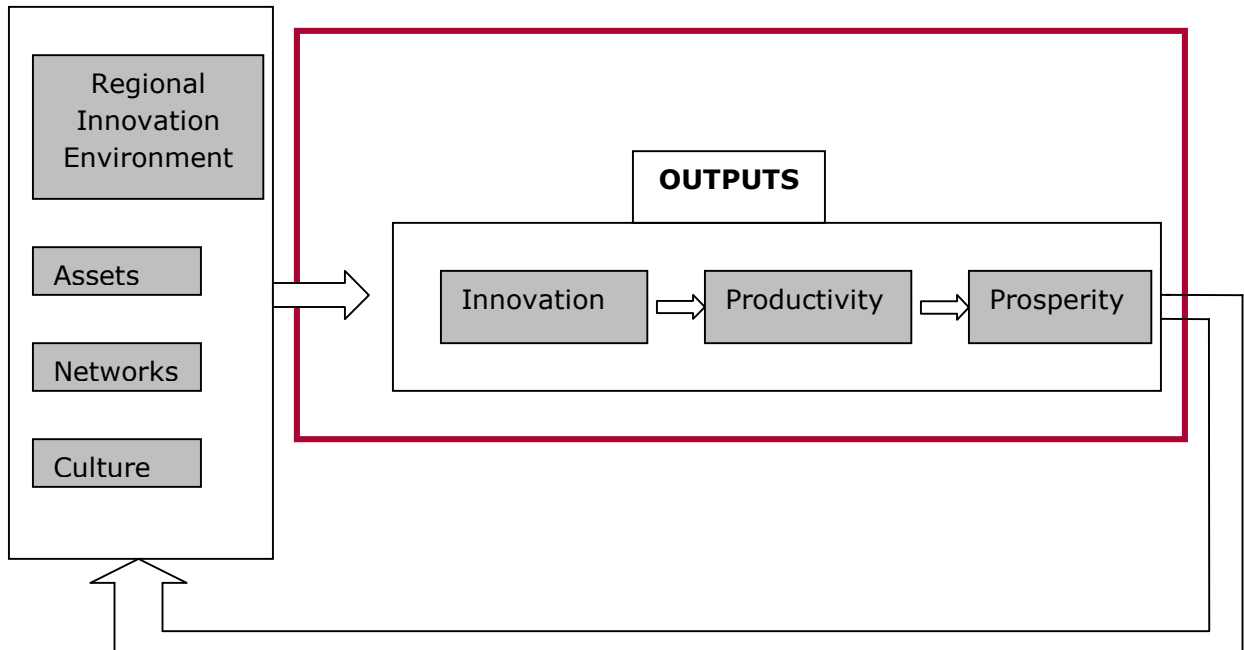 Regional
Innovation
Environment
Assets
Networks
Culture
OUTPUTS
Innovation
Productivity
Prosperity